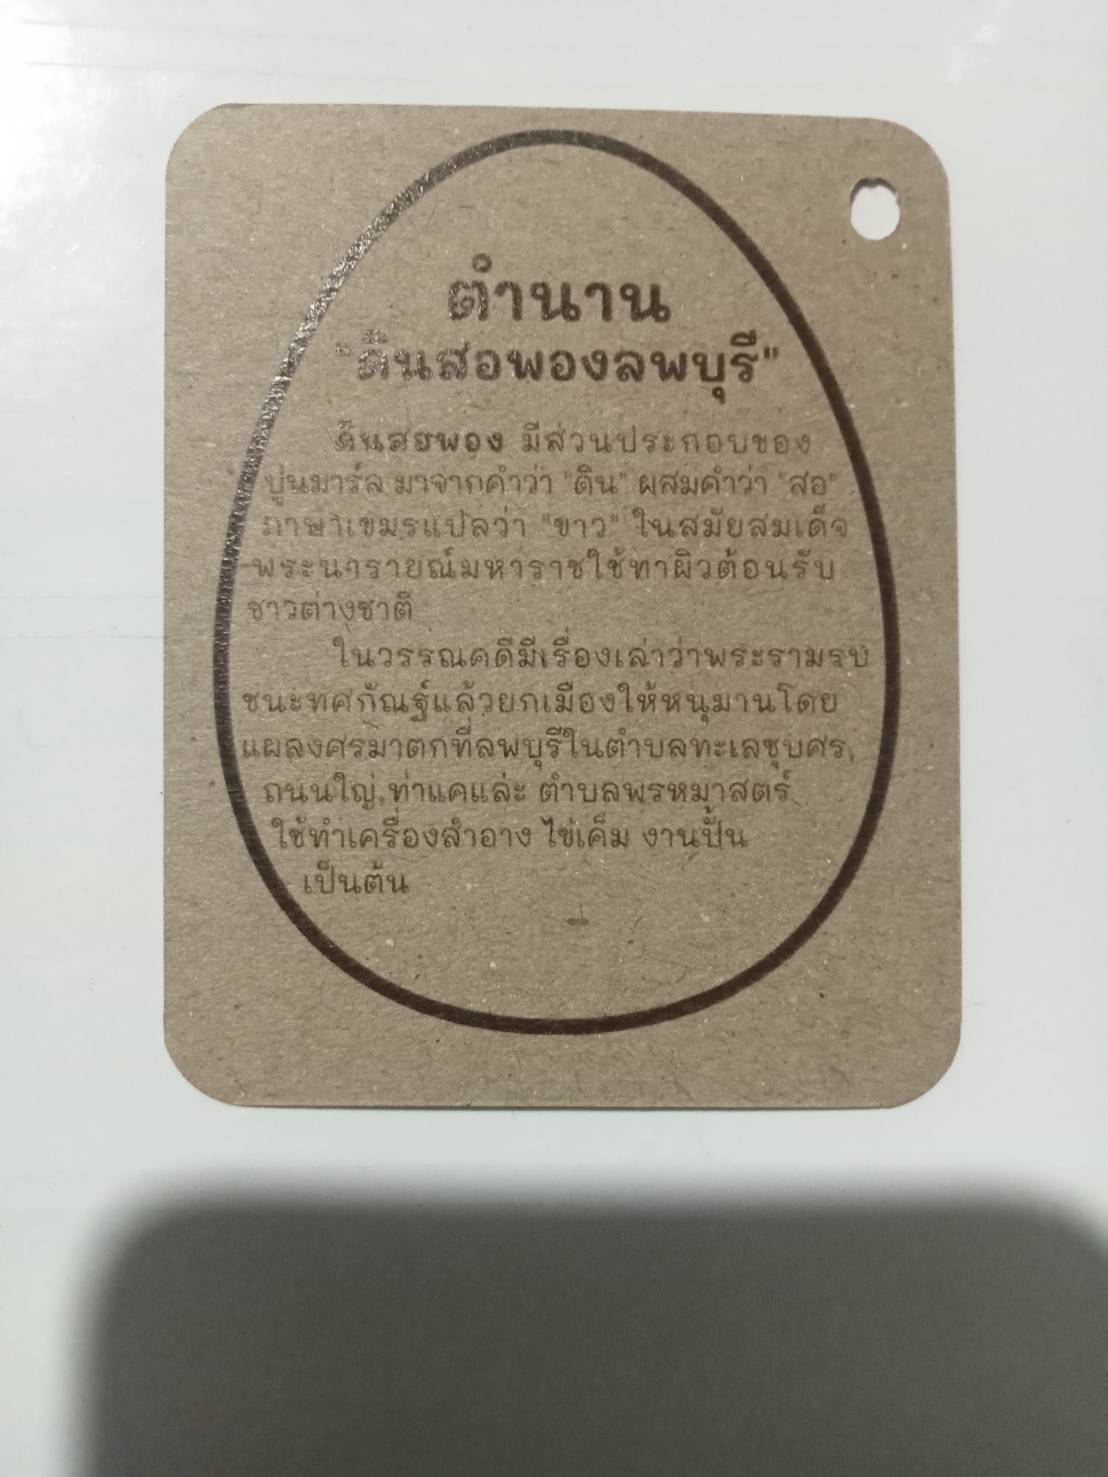 ตำนาน
"ดินสอพองลพบุรี"
ดินสอพอง มีส่วนประกอบของ
ปูนมาร์ล มาจากคำว่า "ดิน" ผสมคำว่า "สอ"
ภาษาเขมรแปลว่า "ขาว" ในสมัยสมเด็จ
-พระนารายณ์มหาราชใช้ทาผิวต้อนรับ
ชาวต่างชาติ
ในวรรณคดีมีเรื่องเล่าว่าพระรามรบ
ชนะทศกัณฐ์แล้วยกเมืองให้หนุมานโดย
แผลงศรมาตกที่ลพบุรีในตำบลทะเลชุบศร,
ถนนใหญ่,ท่าแคและ ตำบลพรหมาสตร์
ใช้ทำเครื่องสำอาง ไข่เค็ม งานปั้น
เป็นต้น